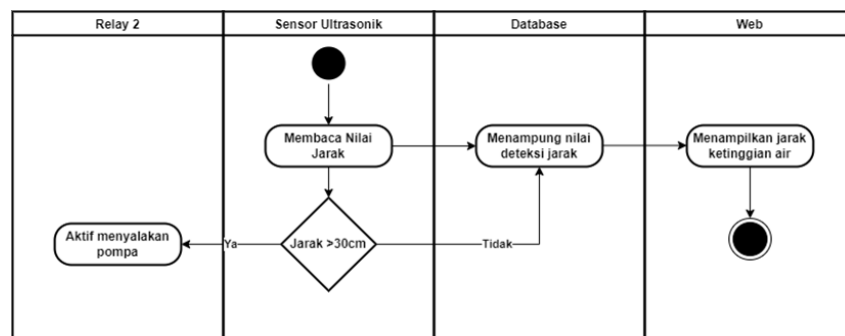 Relay 2
Sensor Ultrasonik
Database
Web
Membaca Nilai
Jarak
Menampung nilai
deteksi jarak
Menampilkan jarak
ketinggian air
Aktif menyalakan
pompa
Ya
Jarak >30cm
Tidak